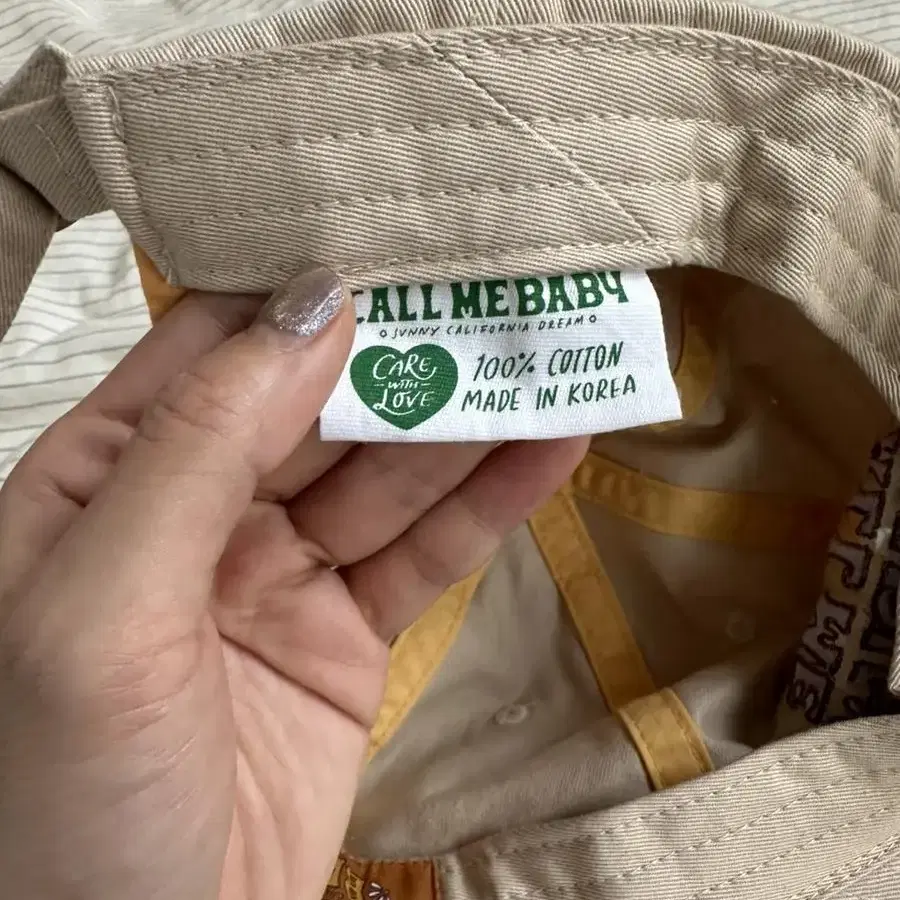 CALL ME BABY
SUNNY CALIFORNIA DREAM
CARE
WITH
LOVE
100% COTTON
MADE IN KOREA